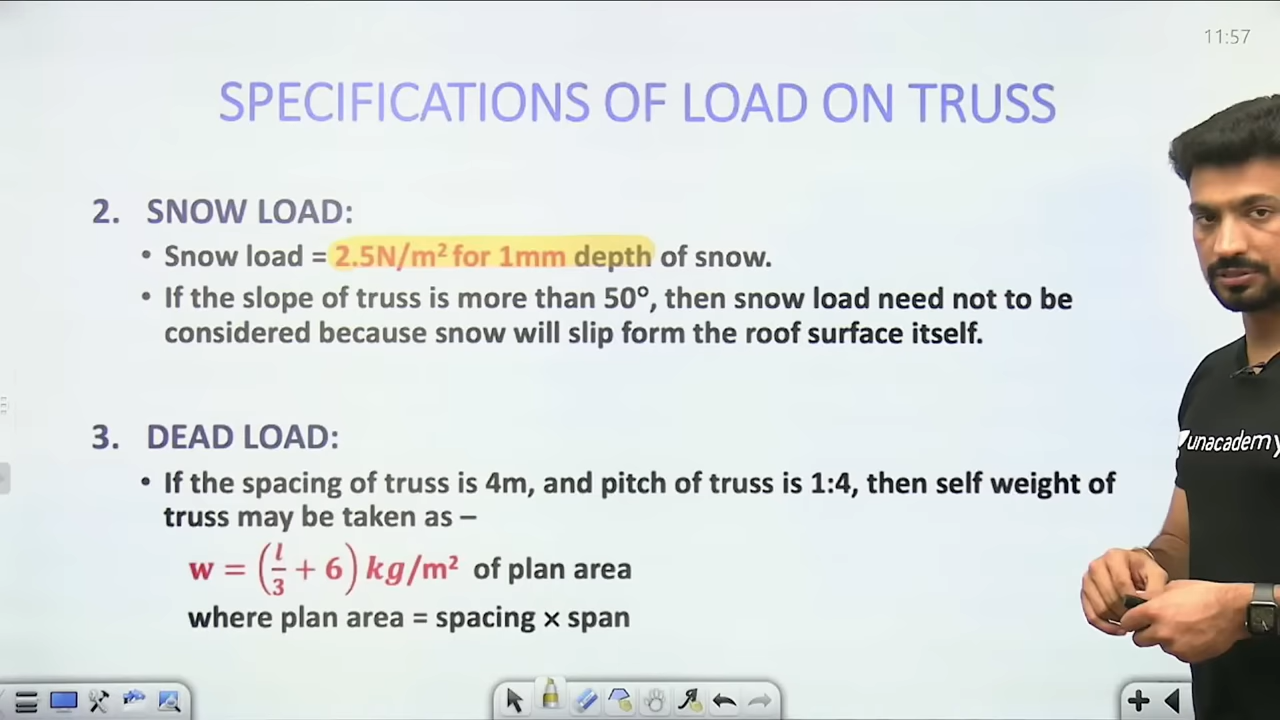 11:57
SPECIFICATIONS OF LOAD ON TRUSS
2. SNOW LOAD:
• Snow load = 2.5N/m² for 1mm depth of snow.
• If the slope of truss is more than 50°, then snow load need not to be
considered because snow will slip form the roof surface itself.
3. DEAD LOAD:
• If the spacing of truss is 4m, and pitch of truss is 1:4, then self weight of
truss may be taken as –
w = (l/3 + 6) kg/m² of plan area
where plan area = spacing × span
unacademy